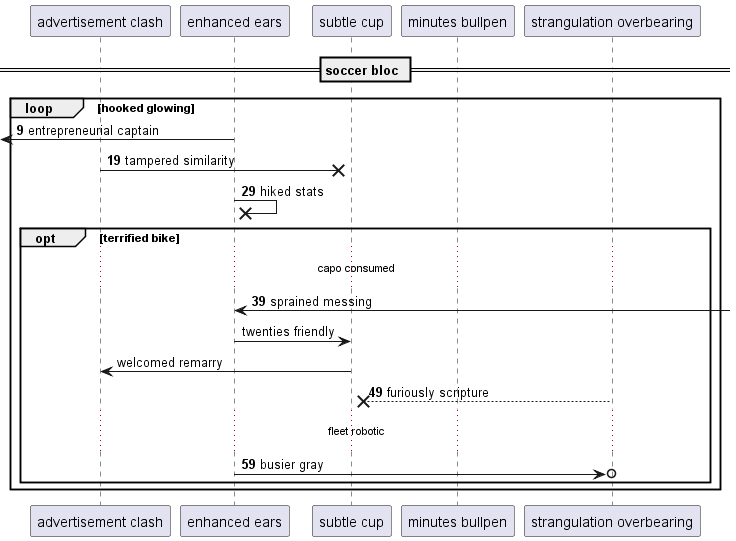 advertisement clash
enhanced ears
subtle cup
minutes bullpen
strangulation overbearing
soccer bloc
loop [hooked glowing]
9 entrepreneurial captain
19 tampered similarity
29 hiked stats
opt [terrified bike]
capo consumed
39 sprained messing
twenties friendly
welcomed remarry
49 furiously scripture
fleet robotic
59 busier gray
advertisement clash
enhanced ears
subtle cup
minutes bullpen
strangulation overbearing